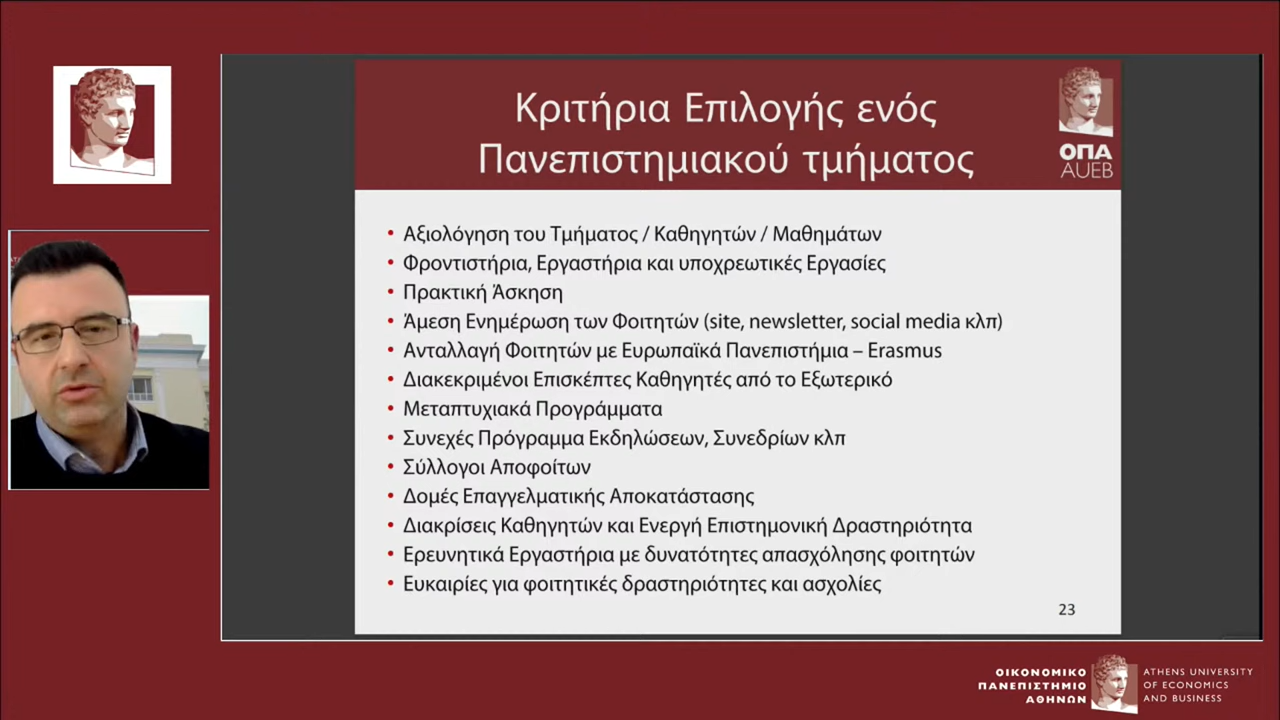 Κριτήρια Επιλογής ενός
Πανεπιστημιακού τμήματος
ΟΠΑ
AUEB
• Αξιολόγηση του Τμήματος / Καθηγητών / Μαθημάτων
• Φροντιστήρια, Εργαστήρια και υποχρεωτικές Εργασίες
• Πρακτική Άσκηση
• Άμεση Ενημέρωση των Φοιτητών (site, newsletter, social media κλπ)
• Ανταλλαγή Φοιτητών με Ευρωπαϊκά Πανεπιστήμια – Erasmus
• Διακεκριμένοι Επισκέπτες Καθηγητές από το Εξωτερικό
• Μεταπτυχιακά Προγράμματα
• Συνεχές Πρόγραμμα Εκδηλώσεων, Συνεδρίων κλπ
• Σύλλογοι Αποφοίτων
• Δομές Επαγγελματικής Αποκατάστασης
• Διακρίσεις Καθηγητών και Ενεργή Επιστημονική Δραστηριότητα
• Ερευνητικά Εργαστήρια με δυνατότητες απασχόλησης φοιτητών
• Ευκαιρίες για φοιτητικές δραστηριότητες και ασχολίες
23
ΟΙΚΟΝΟΜΙΚΟ
ΠΑΝΕΠΙΣΤΗΜΙΟ
ΑΘΗΝΩΝ
ATHENS UNIVERSITY
OF ECONOMICS
AND BUSINESS